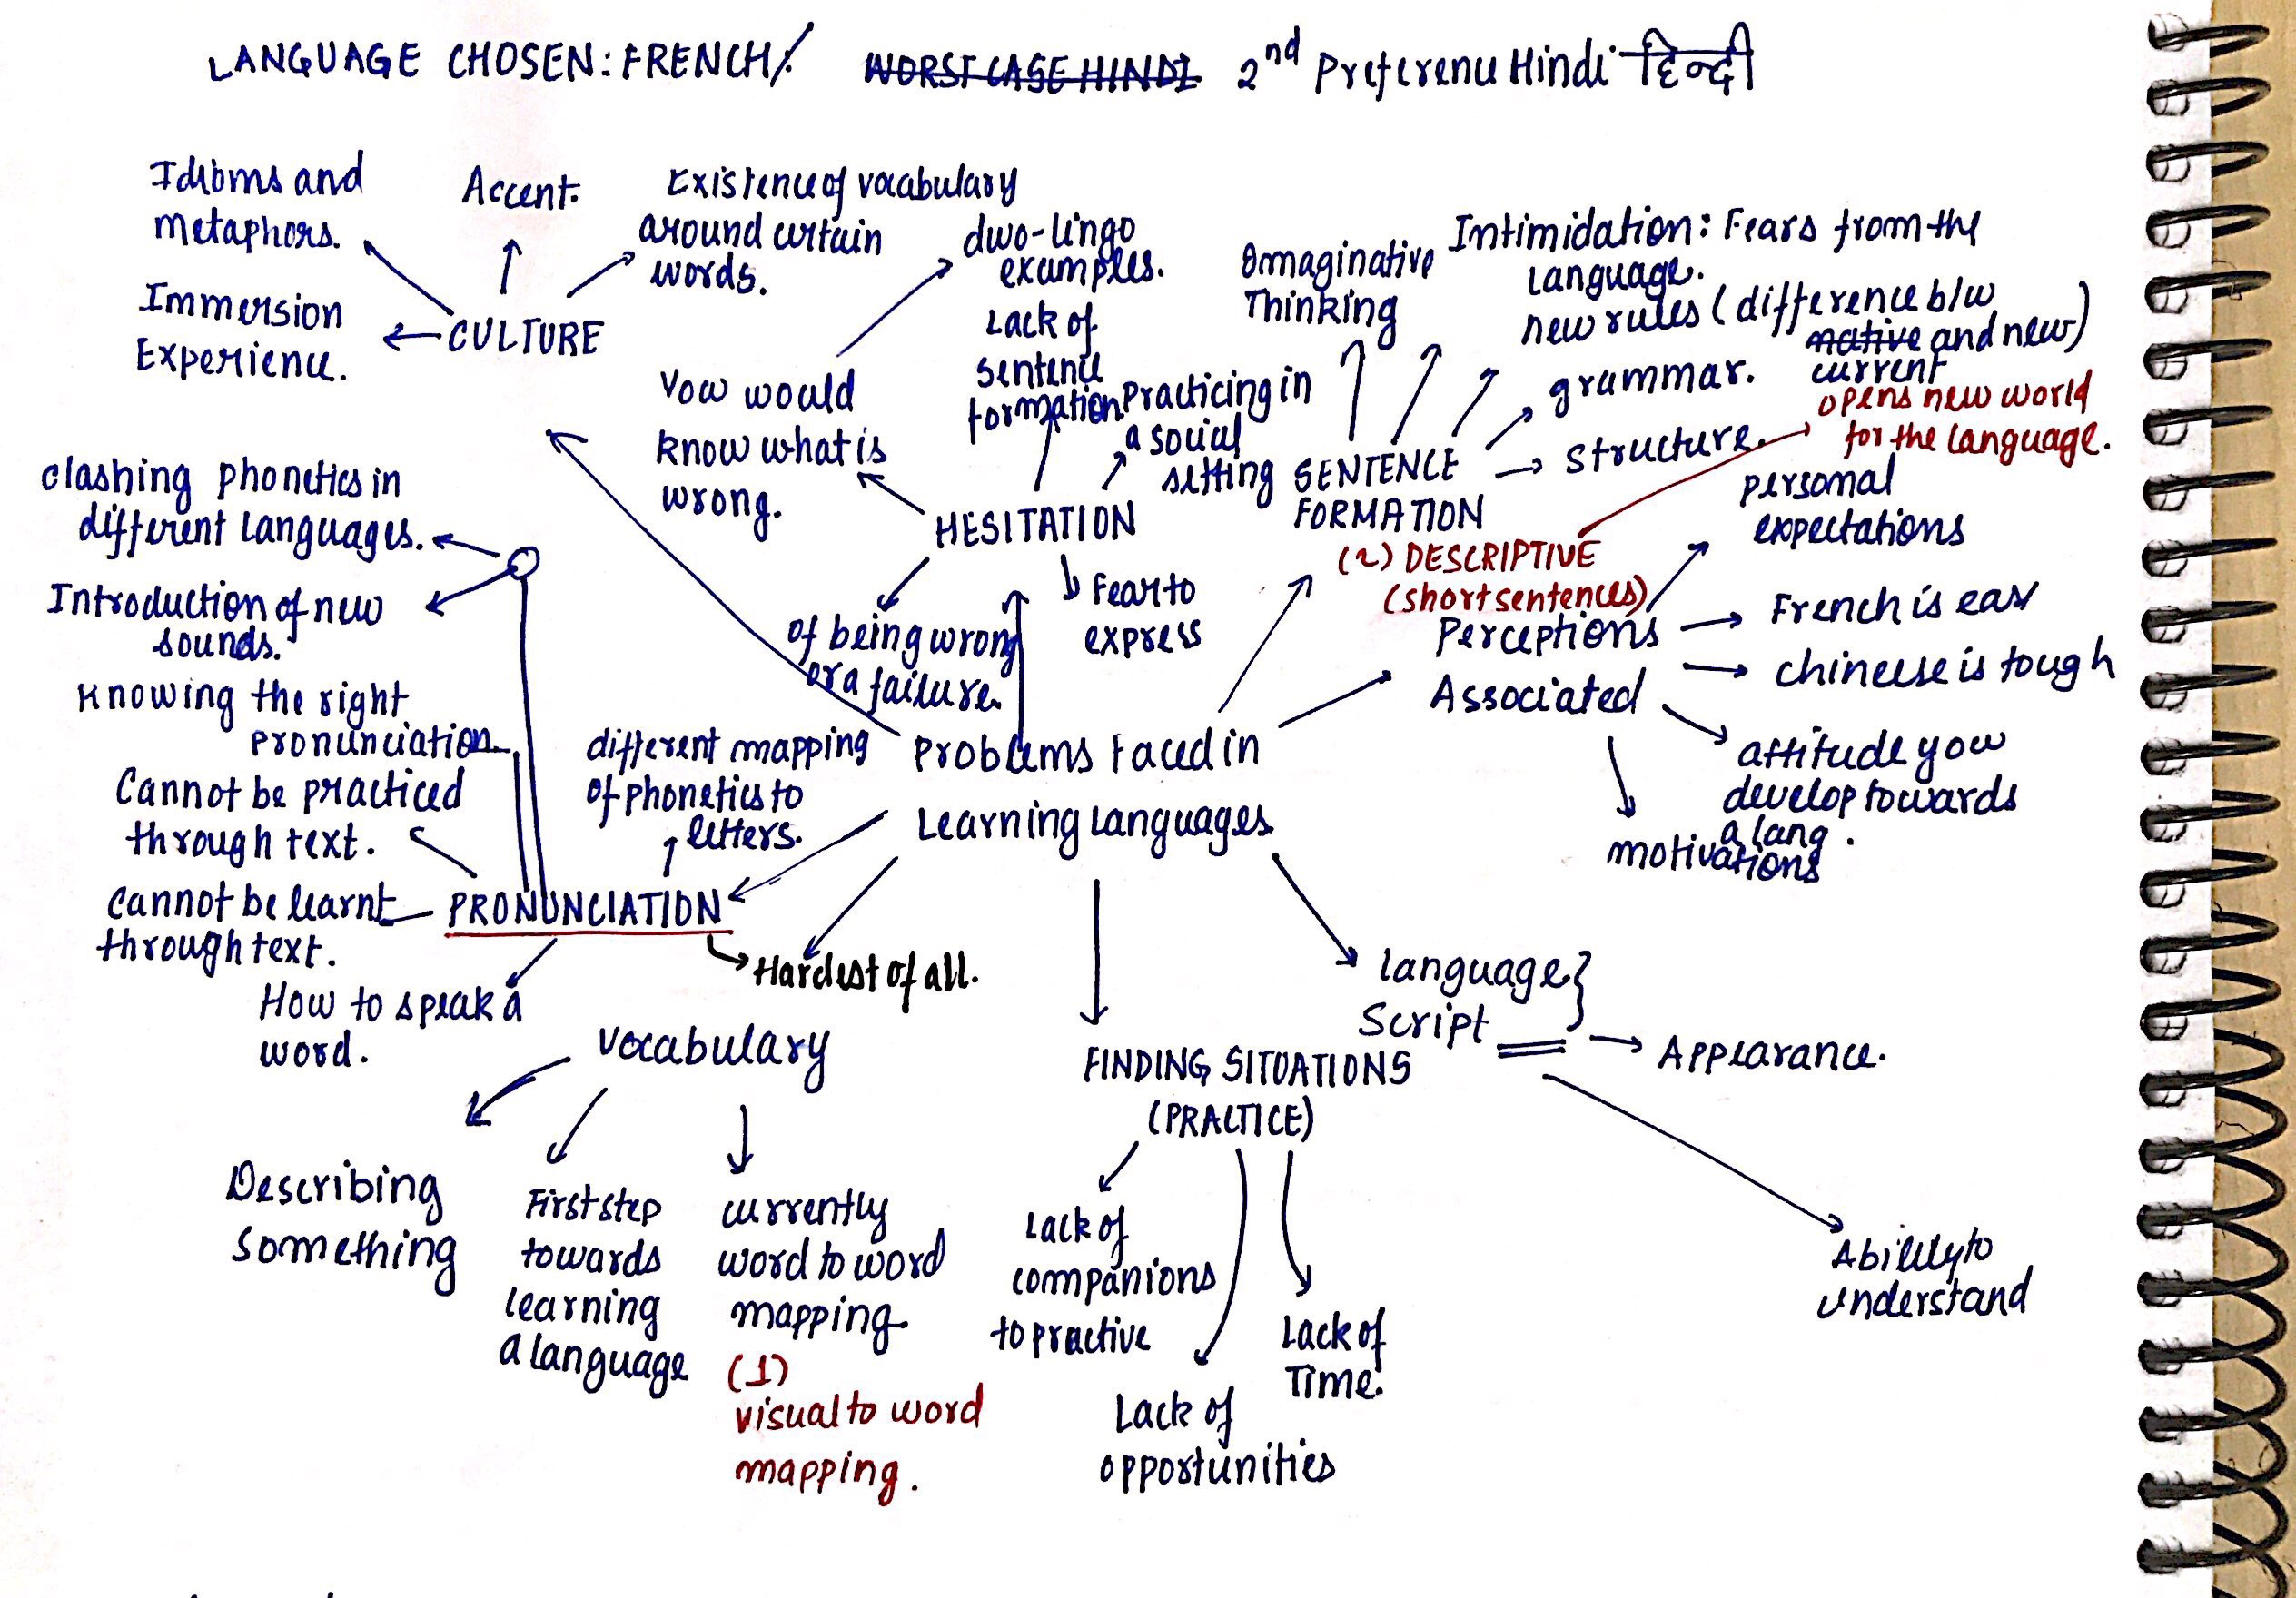 LANGUAGE CHOSEN: FRENCH/ WORST CASE HINDI 2nd Preference Hindi हिन्दी
Idioms and
metaphors.
Accent.
Existence of vocabulary
around certain
words.
Immersion
Experience.
CULTURE
duo-lingo
examples.
Lack of
sentence
formation
You would
know what is
wrong.
Practicing in
a social
setting
HESITATION
of being wrong
or a failure.
Fear to
express
Imaginative
Thinking
Intimidation: Fears from the
language.
new rules (difference b/w
native and new)
current
grammar.
structure.
opens new world
for the language.
SENTENCE
FORMATION
(2) DESCRIPTIVE
(short sentences)
Perceptions
Associated
personal
expectations
French is easy
chineese is tough
attitude you
develop towards
a lang.
motivations
clashing phonetics in
different languages.
Introduction of new
sounds.
Knowing the right
pronunciation.
Cannot be practiced
through text.
cannot be learnt
through text.
PRONUNCIATION
different mapping
of phonetics to
letters.
How to speak a
word.
Hardest of all.
Problems Faced in
Learning Languages
Vocabulary
Describing
Something
First step
towards
learning
a language
currently
word to word
mapping.
(1)
visual to word
mapping.
FINDING SITUATIONS
(PRACTICE)
Lack of
companions
to practive
Lack of
opportunities
Lack of
Time.
language
Script
Appearance.
Ability to
understand